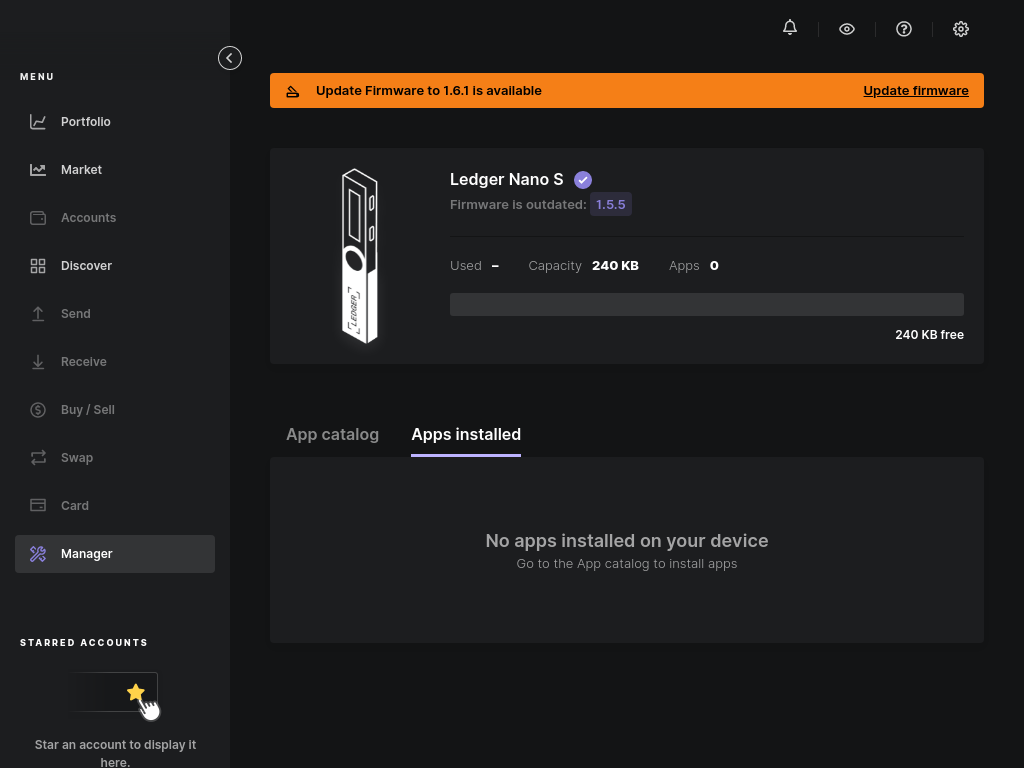 MENU
Portfolio
Market
Accounts
Discover
Send
Receive
Buy / Sell
Swap
Card
Manager
STARRED ACCOUNTS
Star an account to display it
here.
Update Firmware to 1.6.1 is available
Update firmware
LEDGER
Ledger Nano S
Firmware is outdated: 1.5.5
Used – Capacity 240 KB Apps 0
240 KB free
App catalog Apps installed
No apps installed on your device
Go to the App catalog to install apps